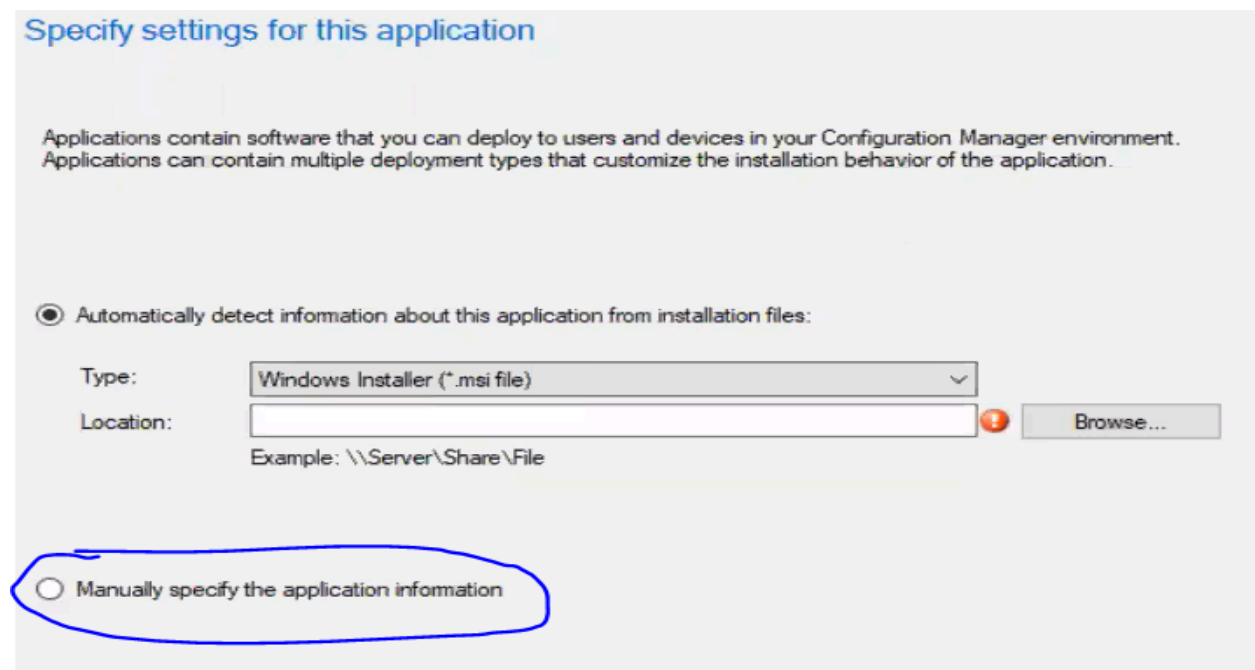 Specify settings for this application
Applications contain software that you can deploy to users and devices in your Configuration Manager environment.
Applications can contain multiple deployment types that customize the installation behavior of the application.
Automatically detect information about this application from installation files:
Type:
Windows Installer (*.msi file)
Location:
Browse...
Example: \\Server\Share\File
Manually specify the application information